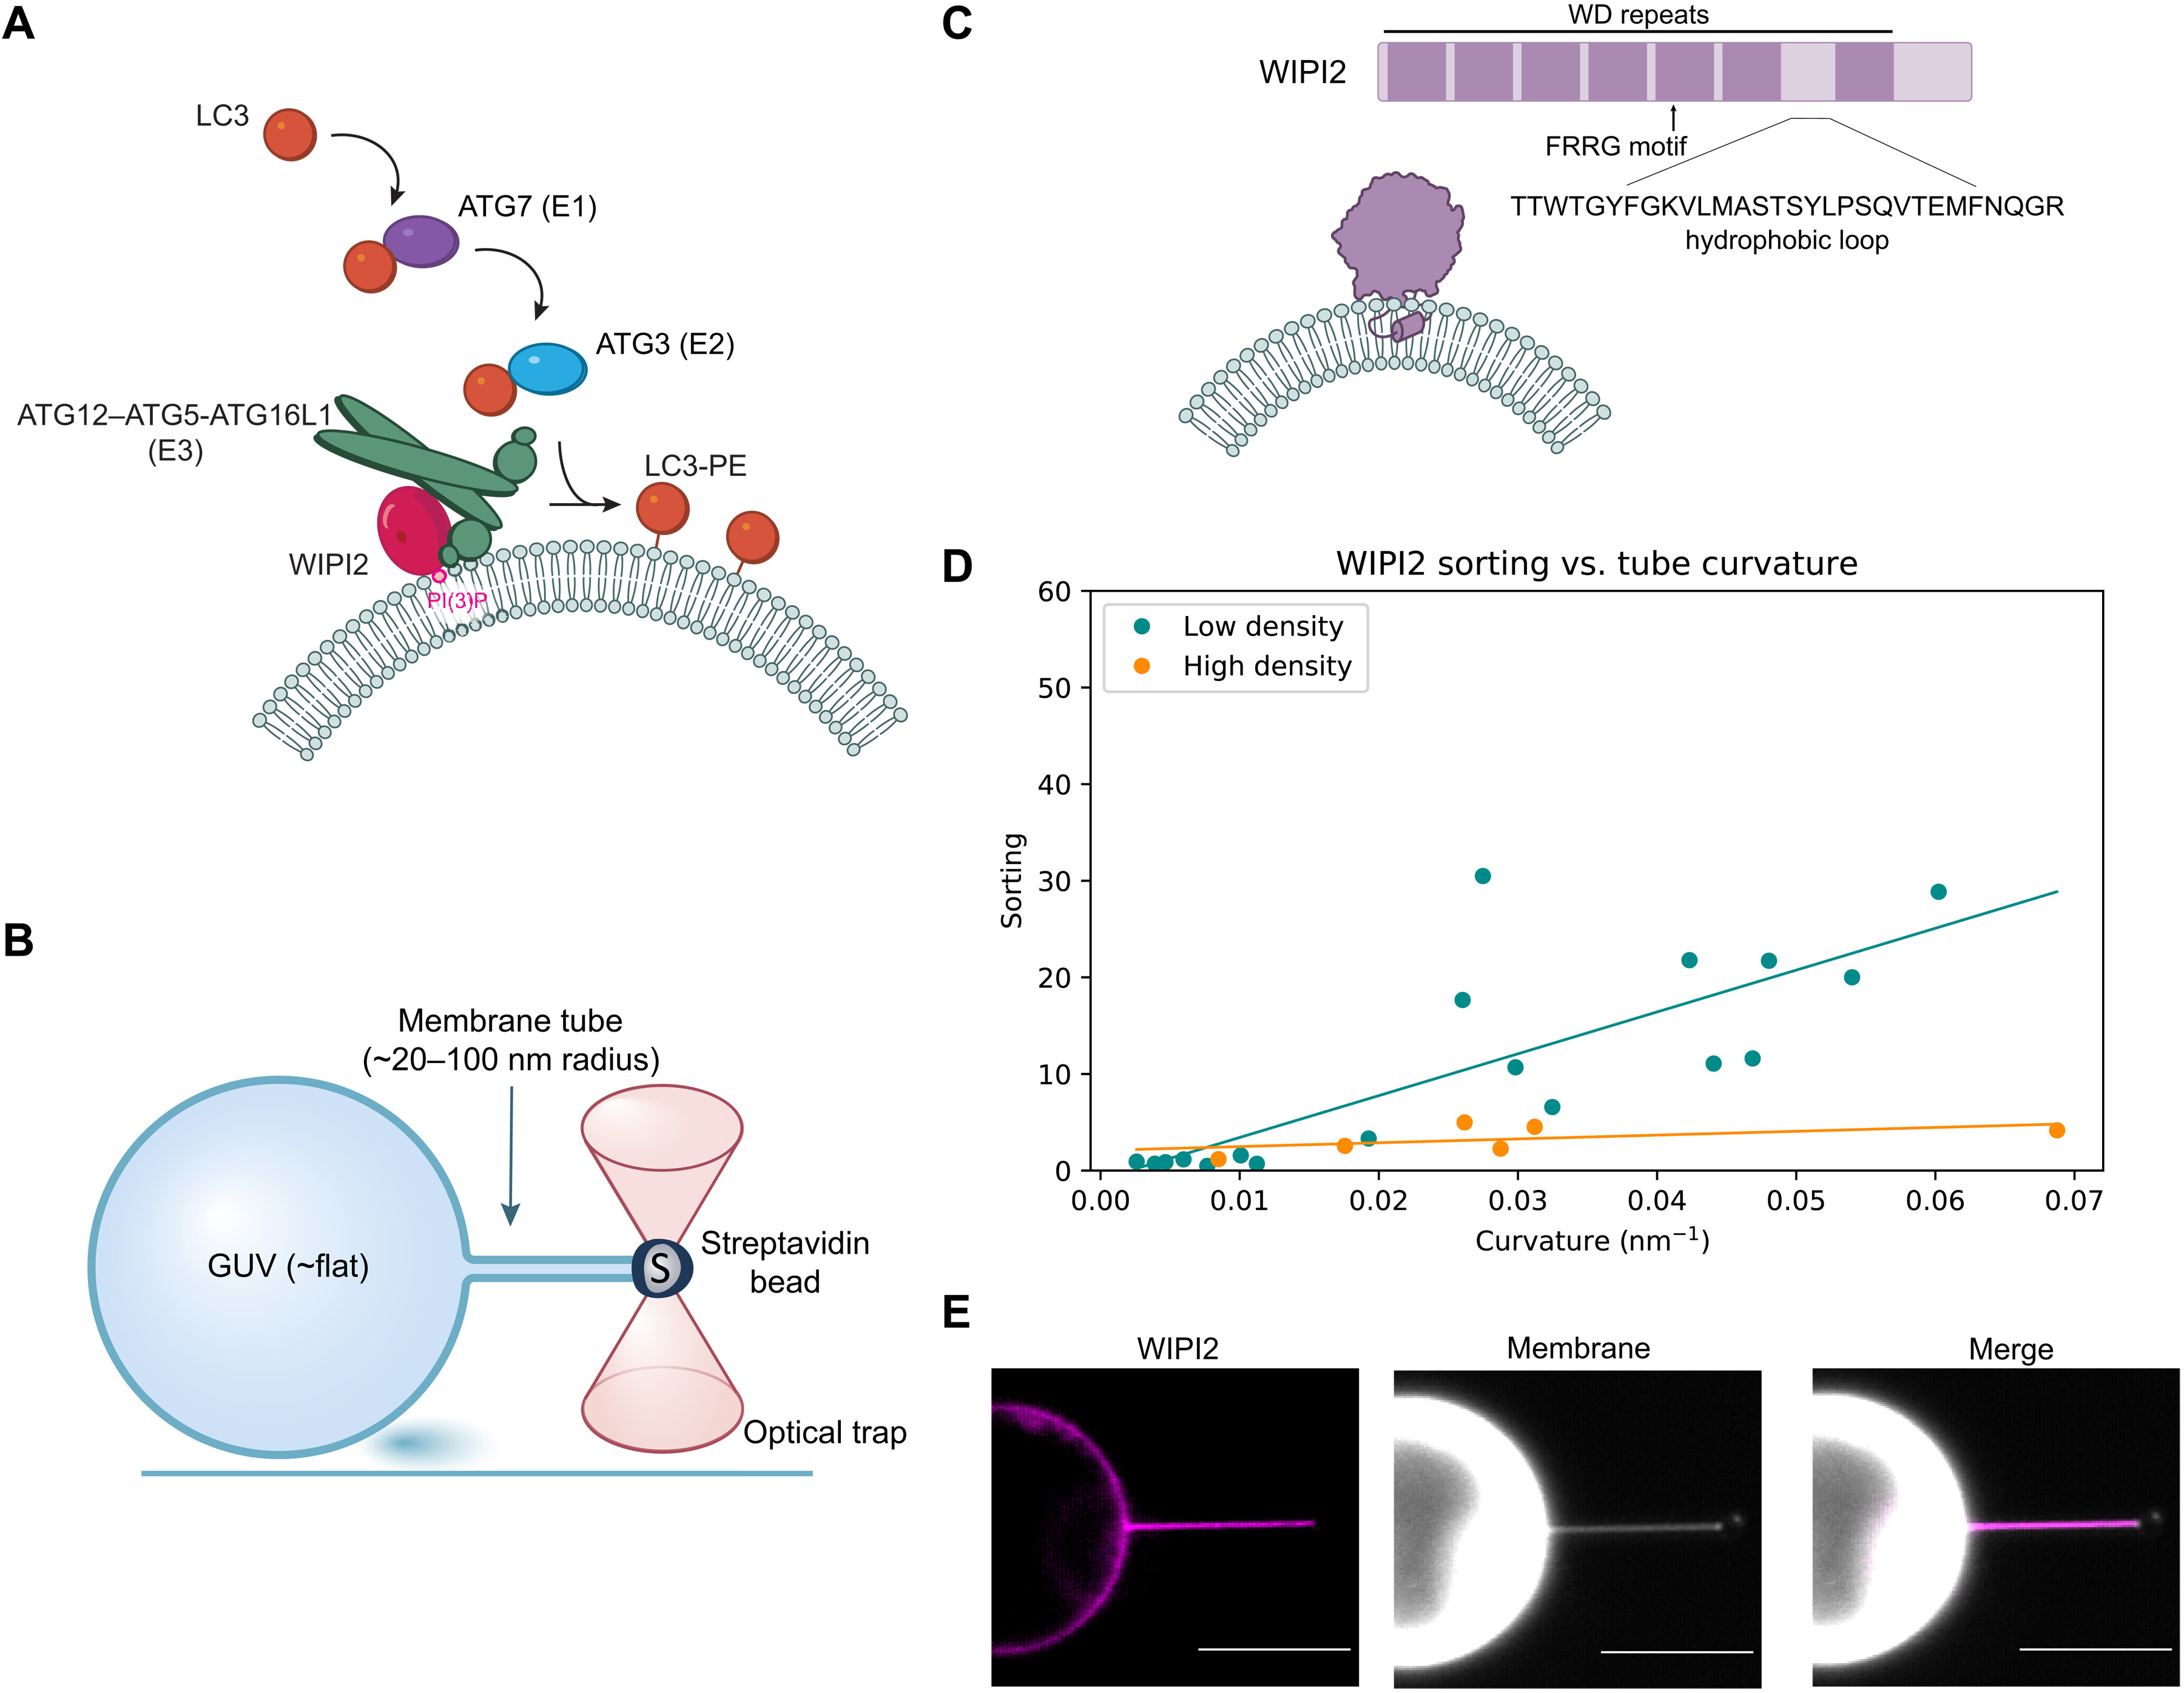 A
LC3
ATG7 (E1)
ATG3 (E2)
ATG12–ATG5-ATG16L1
(E3)
LC3-PE
WIPI2
PI(3)P
B
Membrane tube
(~20–100 nm radius)
GUV (~flat)
S
Streptavidin
bead
Optical trap
C
WD repeats
WIPI2
FRRG motif
TTWTGYFGKVLMASTSYLPSQVTEMFNQGR
hydrophobic loop
D
WIPI2 sorting vs. tube curvature
Low density
High density
60
50
40
30
20
10
0
Sorting
0.00 0.01 0.02 0.03 0.04 0.05 0.06 0.07
Curvature (nm⁻¹)
E
WIPI2 Membrane Merge